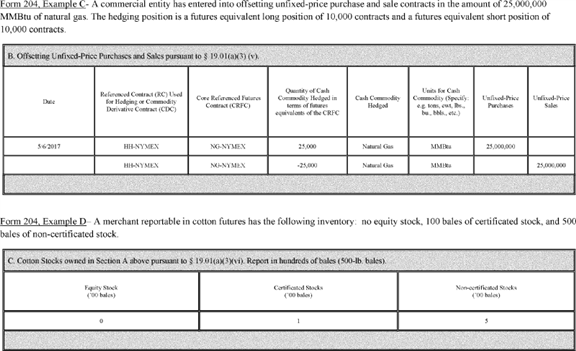 Form 204, Example C- A commercial entity has entered into offsetting unfixed-price purchase and sale contracts in the amount of 25,000,000
MMBtu of natural gas. The hedging position is a futures equivalent long position of 10,000 contracts and a futures equivalent short position of
10,000 contracts.
B. Offsetting Unfixed-Price Purchases and Sales pursuant to § 19.01(a)(3) (v).
Date
Referenced Contract (RC) Used
for Hedging or Commodity
Derivative Contract (CDC)
Core Referenced Futures
Contract (CRFC)
Quantity of Cash
Commodity Hedged in
terms of futures
equivalents of the CRFC
Cash Commodity
Hedged
Units for Cash
Commodity (Specify:
e.g. tons, cwt, lbs.,
bu., bbls., etc.)
Unfixed-Price
Purchases
Unfixed-Price
Sales
5/6/2017 HH-NYMEX NG-NYMEX 25,000 Natural Gas MMBtu 25,000,000
HH-NYMEX NG-NYMEX -25,000 Natural Gas MMBtu 25,000,000
Form 204, Example D– A merchant reportable in cotton futures has the following inventory: no equity stock, 100 bales of certificated stock, and 500
bales of non-certificated stock.
C. Cotton Stocks owned in Section A above pursuant to § 19.01(a)(3)(vi). Report in hundreds of bales (500-lb. bales).
Equity Stock
('00 bales)
Certificated Stocks
('00 bales)
Non-certificated Stocks
('00 bales)
0 1 5